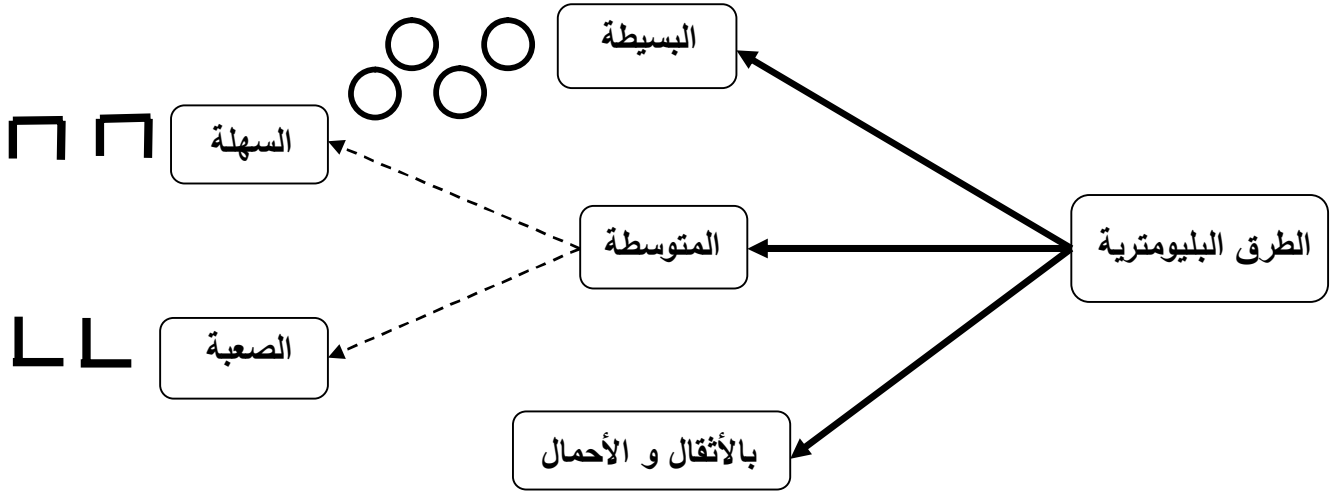 الطرق البليومترية
البسيطة
المتوسطة
السهلة
الصعبة
بالأثقال و الأحمال